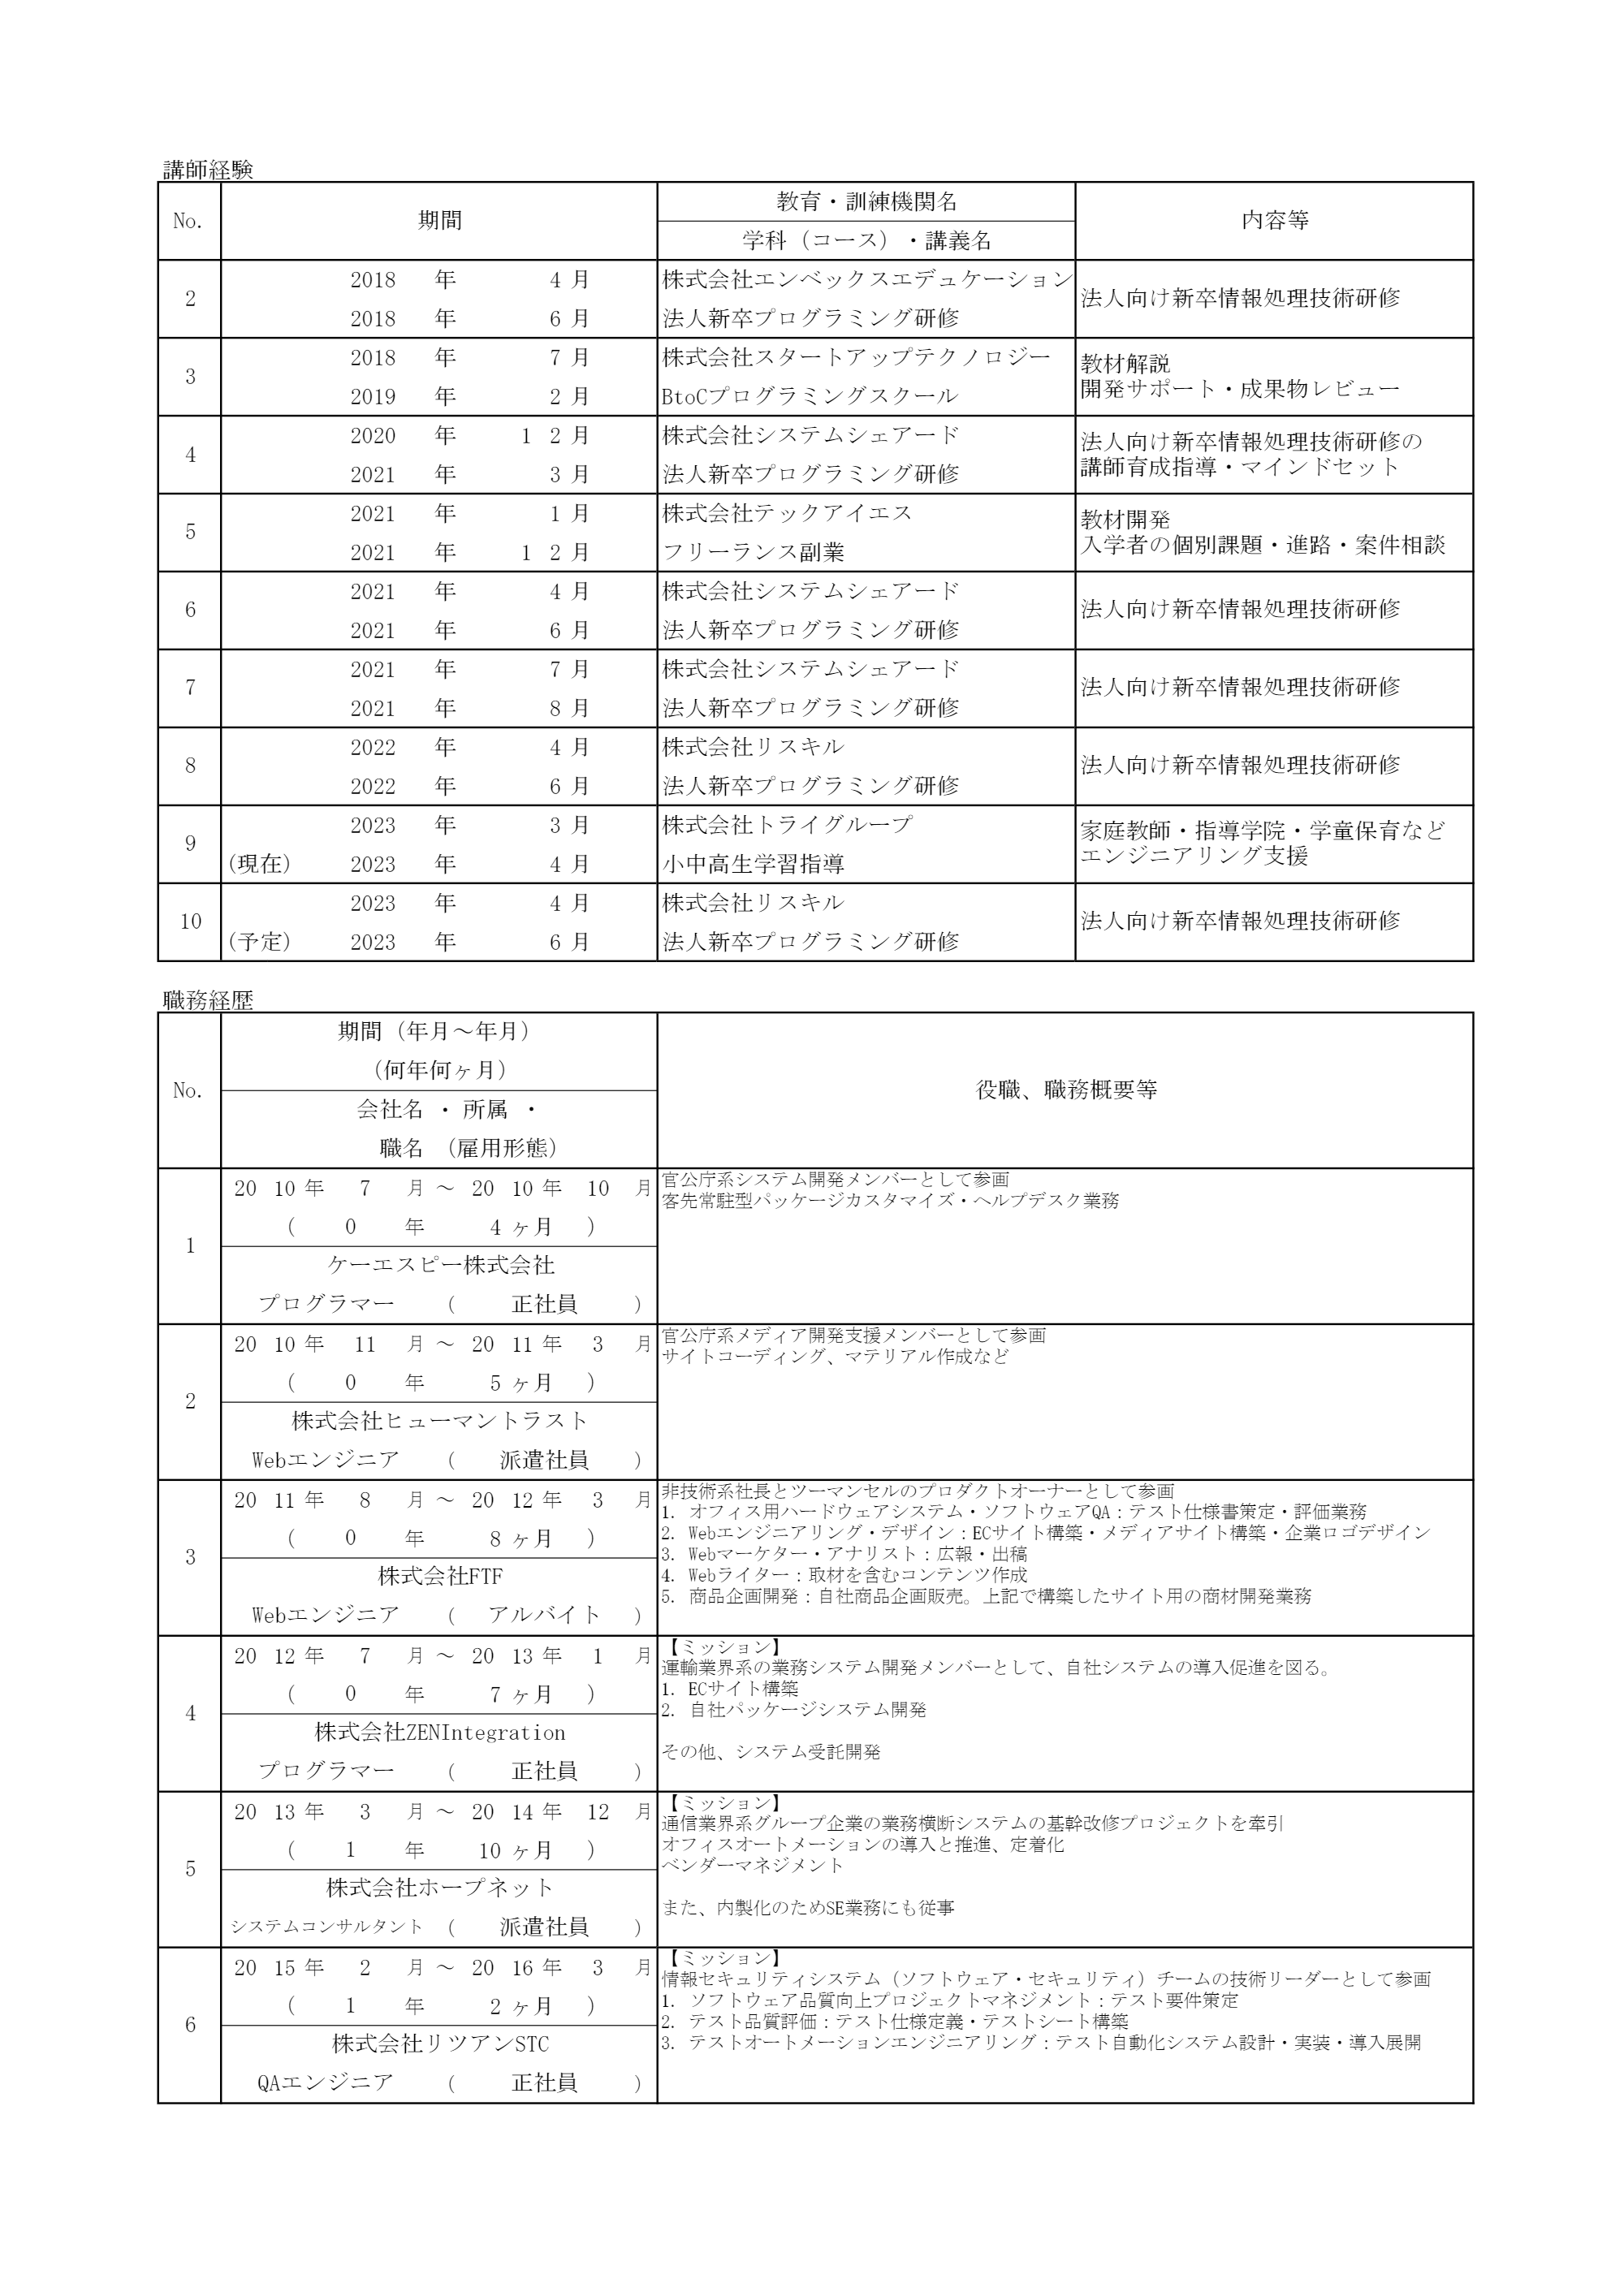 講師経験
No.
期間
教育・訓練機関名
学科（コース）・講義名
内容等
2
2018 年 4 月
2018 年 6 月
株式会社エンベックスエデュケーション
法人新卒プログラミング研修
法人向け新卒情報処理技術研修
3
2018 年 7 月
2019 年 2 月
株式会社スタートアップテクノロジー
BtoCプログラミングスクール
教材解説
開発サポート・成果物レビュー
4
2020 年 1 2 月
2021 年 3 月
株式会社システムシェアード
法人新卒プログラミング研修
法人向け新卒情報処理技術研修の
講師育成指導・マインドセット
5
2021 年 1 月
2021 年 1 2 月
株式会社テックアイエス
フリーランス副業
教材開発
入学者の個別課題・進路・案件相談
6
2021 年 4 月
2021 年 6 月
株式会社システムシェアード
法人新卒プログラミング研修
法人向け新卒情報処理技術研修
7
2021 年 7 月
2021 年 8 月
株式会社システムシェアード
法人新卒プログラミング研修
法人向け新卒情報処理技術研修
8
2022 年 4 月
2022 年 6 月
株式会社リスキル
法人新卒プログラミング研修
法人向け新卒情報処理技術研修
9
2023 年 3 月
（現在） 2023 年 4 月
株式会社トライグループ
小中高生学習指導
家庭教師・指導学院・学童保育など
エンジニアリング支援
10
2023 年 4 月
（予定） 2023 年 6 月
株式会社リスキル
法人新卒プログラミング研修
法人向け新卒情報処理技術研修
職務経歴
No.
期間（年月～年月）
（何年何ヶ月）
会社名 ・ 所属 ・
職名 （雇用形態）
役職、職務概要等
1
20 10 年 7 月 ～ 20 10 年 10 月
（ 0 年 4 ヶ月 ）
ケーエスピー株式会社
プログラマー （ 正社員 ）
官公庁系システム開発メンバーとして参画
客先常駐型パッケージカスタマイズ・ヘルプデスク業務
2
20 10 年 11 月 ～ 20 11 年 3 月
（ 0 年 5 ヶ月 ）
株式会社ヒューマントラスト
Webエンジニア （ 派遣社員 ）
官公庁系メディア開発支援メンバーとして参画
サイトコーディング、マテリアル作成など
3
20 11 年 8 月 ～ 20 12 年 3 月
（ 0 年 8 ヶ月 ）
株式会社FTF
Webエンジニア （ アルバイト ）
非技術系社長とツーマンセルのプロダクトオーナーとして参画
1. オフィス用ハードウェアシステム・ソフトウェアQA：テスト仕様書策定・評価業務
2. Webエンジニアリング・デザイン：ECサイト構築・メディアサイト構築・企業ロゴデザイン
3. Webマーケター・アナリスト：広報・出稿
4. Webライター：取材を含むコンテンツ作成
5. 商品企画開発：自社商品企画販売。上記で構築したサイト用の商材開発業務
4
20 12 年 7 月 ～ 20 13 年 1 月
（ 0 年 7 ヶ月 ）
株式会社ZENIntegration
プログラマー （ 正社員 ）
【ミッション】
運輸業界系の業務システム開発メンバーとして、自社システムの導入促進を図る。
1. ECサイト構築
2. 自社パッケージシステム開発
その他、システム受託開発
5
20 13 年 3 月 ～ 20 14 年 12 月
（ 1 年 10 ヶ月 ）
株式会社ホープネット
システムコンサルタント （ 派遣社員 ）
【ミッション】
通信業界系グループ企業の業務横断システムの基幹改修プロジェクトを牽引
オフィスオートメーションの導入と推進、定着化
ベンダーマネジメント
また、内製化のためSE業務にも従事
6
20 15 年 2 月 ～ 20 16 年 3 月
（ 1 年 2 ヶ月 ）
株式会社リツアンSTC
QAエンジニア （ 正社員 ）
【ミッション】
情報セキュリティシステム（ソフトウェア・セキュリティ）チームの技術リーダーとして参画
1. ソフトウェア品質向上プロジェクトマネジメント：テスト要件策定
2. テスト品質評価：テスト仕様定義・テストシート構築
3. テストオートメーションエンジニアリング：テスト自動化システム設計・実装・導入展開